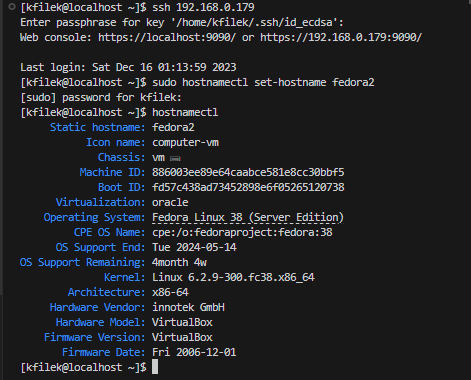 [kfilek@localhost ~]$ ssh 192.168.0.179
Enter passphrase for key '/home/kfilek/.ssh/id_ecdsa':
Web console: https://localhost:9090/ or https://192.168.0.179:9090/

Last login: Sat Dec 16 01:13:59 2023
[kfilek@localhost ~]$ sudo hostnamectl set-hostname fedora2
[sudo] password for kfilek:
[kfilek@localhost ~]$ hostnamectl
Static hostname: fedora2
Icon name: computer-vm
Chassis: vm 🖴
Machine ID: 886003ee89e64caabce581e8cc30bbf5
Boot ID: fd57c438ad73452898e6f05265120738
Virtualization: oracle
Operating System: Fedora Linux 38 (Server Edition)
CPE OS Name: cpe:/o:fedoraproject:fedora:38
OS Support End: Tue 2024-05-14
OS Support Remaining: 4month 4w
Kernel: Linux 6.2.9-300.fc38.x86_64
Architecture: x86-64
Hardware Vendor: innotek GmbH
Hardware Model: VirtualBox
Firmware Version: VirtualBox
Firmware Date: Fri 2006-12-01
[kfilek@localhost ~]$